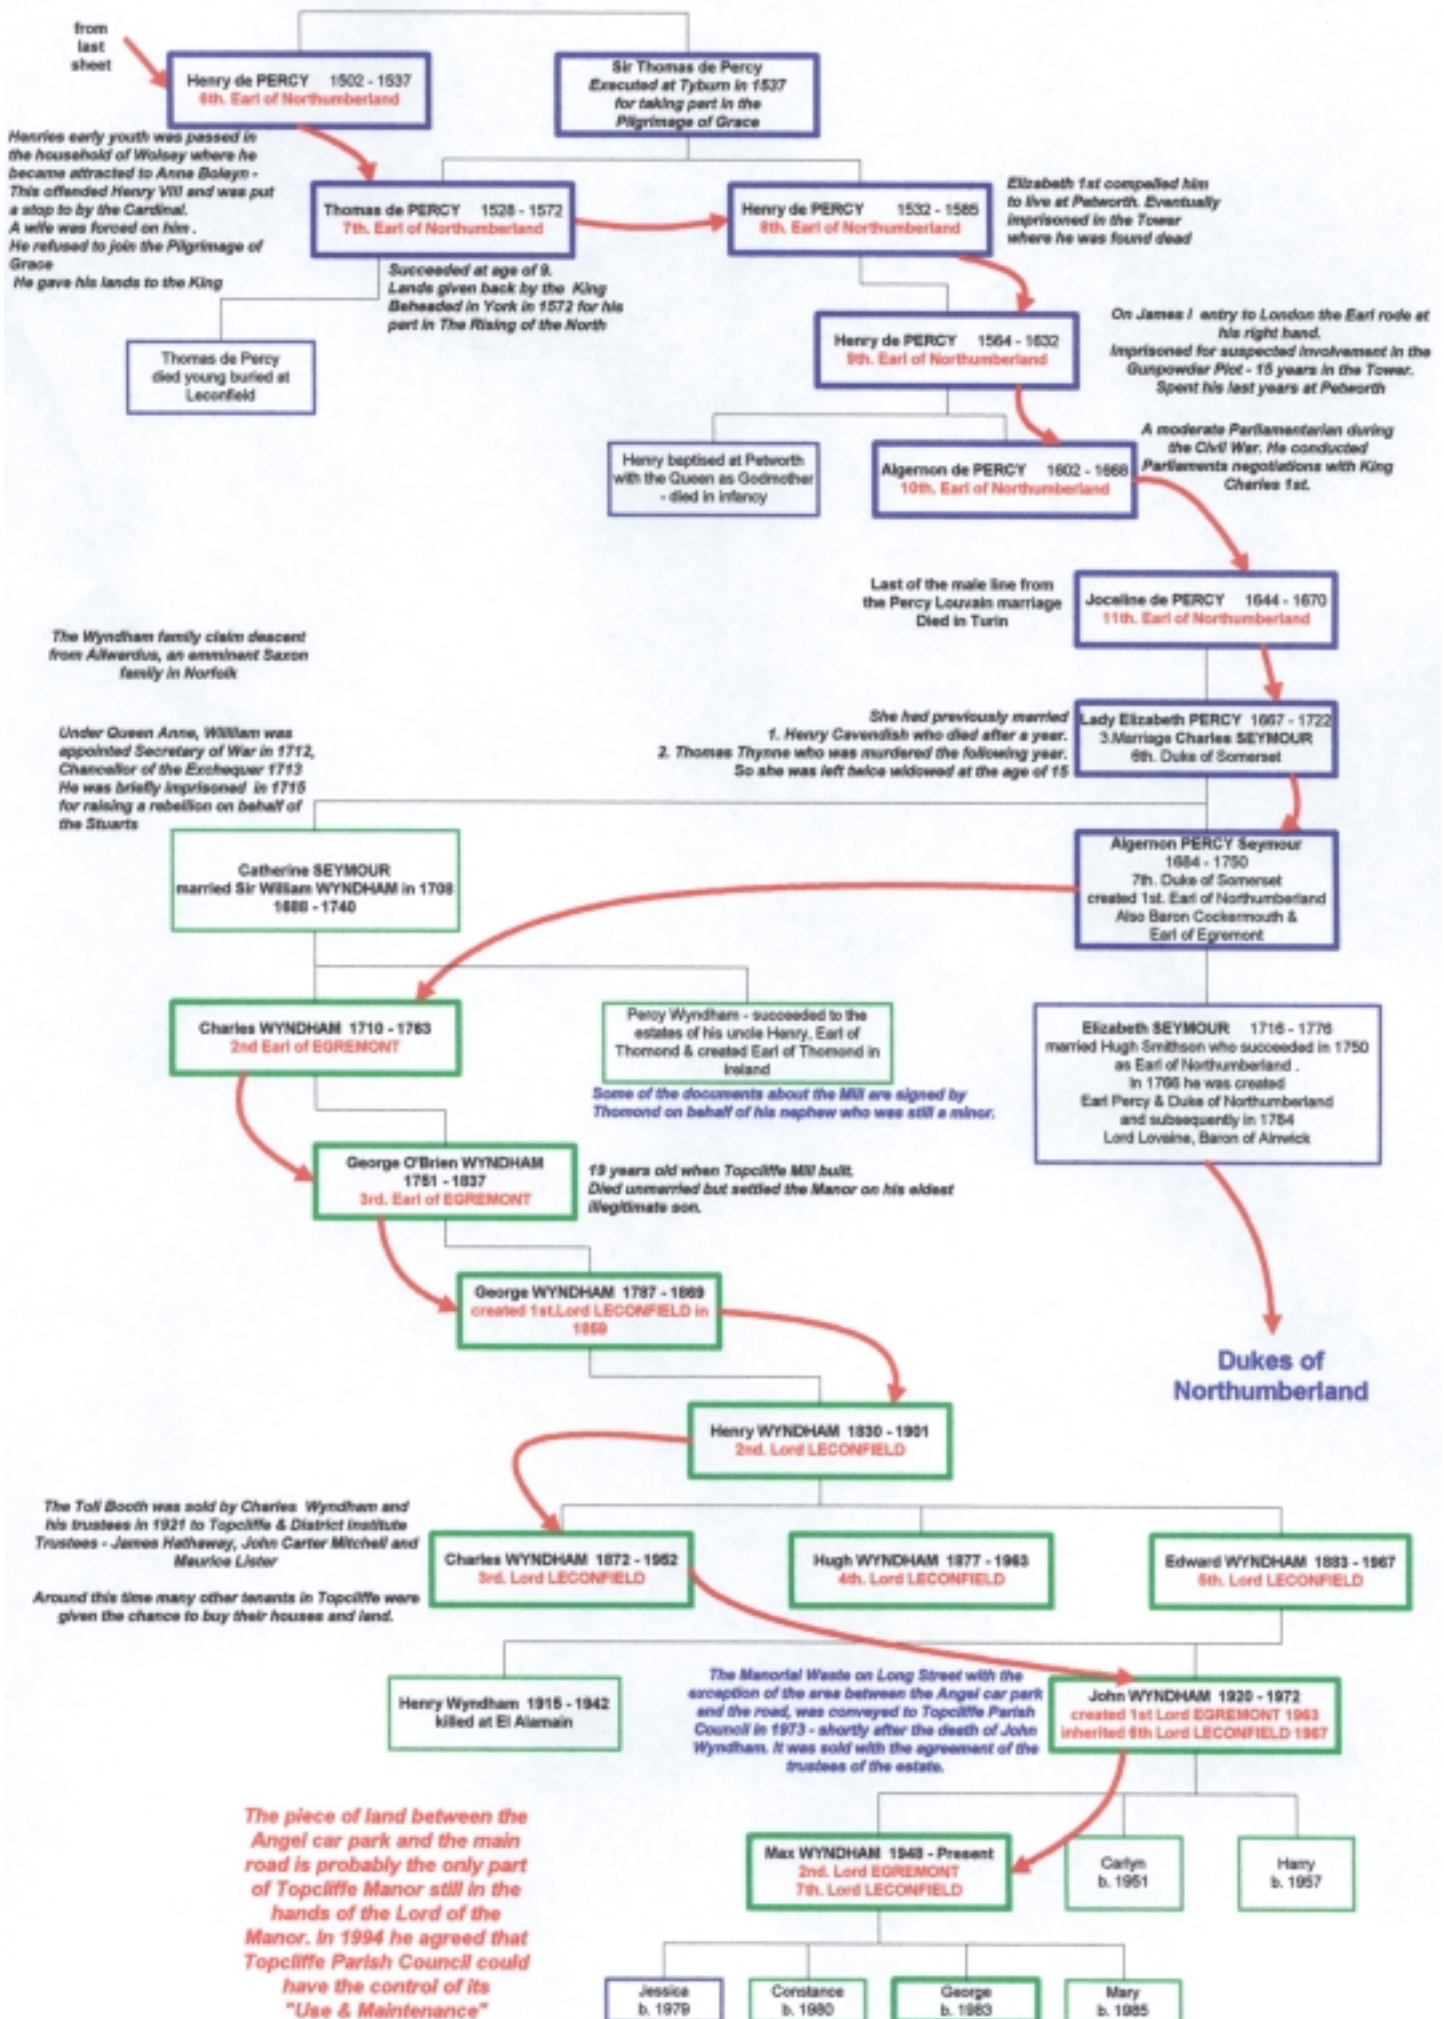 from
last
sheet
Henry de PERCY 1502 - 1537
6th. Earl of Northumberland
Sir Thomas de Percy
Executed at Tyburn in 1537
for taking part in the
Pilgrimage of Grace
Henries early youth was passed in
the household of Wolsey where he
became attracted to Anne Boleyn -
This offended Henry VIII and was put
a stop to by the Cardinal.
A wife was forced on him .
He refused to join the Pilgrimage of
Grace
He gave his lands to the King
Thomas de PERCY 1528 - 1572
7th. Earl of Northumberland
Henry de PERCY 1532 - 1585
8th. Earl of Northumberland
Elizabeth 1st compelled him
to live at Petworth. Eventually
imprisoned in the Tower
where he was found dead
Succeeded at age of 9.
Lands given back by the King
Beheaded in York in 1572 for his
part in The Rising of the North
Thomas de Percy
died young buried at
Leconfield
Henry de PERCY 1564 - 1632
9th. Earl of Northumberland
On James I entry to London the Earl rode at
his right hand.
Imprisoned for suspected involvement in the
Gunpowder Plot - 15 years in the Tower.
Spent his last years at Petworth
Henry baptised at Petworth
with the Queen as Godmother
- died in infancy
Algernon de PERCY 1602 - 1668
10th. Earl of Northumberland
A moderate Parliamentarian during
the Civil War. He conducted
Parliaments negotiations with King
Charles 1st.
Last of the male line from
the Percy Louvain marriage
Died in Turin
Joceline de PERCY 1644 - 1670
11th. Earl of Northumberland
The Wyndham family claim descent
from Ailwardus, an emminent Saxon
family in Norfolk
She had previously married
1. Henry Cavendish who died after a year.
2. Thomas Thynne who was murdered the following year.
So she was left twice widowed at the age of 15
Lady Elizabeth PERCY 1667 - 1722
3.Marriage Charles SEYMOUR
6th. Duke of Somerset
Under Queen Anne, William was
appointed Secretary of War in 1712,
Chancellor of the Exchequer 1713
He was briefly imprisoned in 1715
for raising a rebellion on behalf of
the Stuarts
Catherine SEYMOUR
married Sir William WYNDHAM in 1708
1688 - 1740
Algernon PERCY Seymour
1684 - 1750
7th. Duke of Somerset
created 1st. Earl of Northumberland
Also Baron Cockermouth &
Earl of Egremont
Charles WYNDHAM 1710 - 1763
2nd Earl of EGREMONT
Percy Wyndham - succeeded to the
estates of his uncle Henry, Earl of
Thomond & created Earl of Thomond in
Ireland
Some of the documents about the Mill are signed by
Thomond on behalf of his nephew who was still a minor.
Elizabeth SEYMOUR 1716 - 1776
married Hugh Smithson who succeeded in 1750
as Earl of Northumberland .
In 1766 he was created
Earl Percy & Duke of Northumberland
and subsequently in 1784
Lord Lovaine, Baron of Alnwick
George O'Brien WYNDHAM
1751 - 1837
3rd. Earl of EGREMONT
19 years old when Topcliffe Mill built.
Died unmarried but settled the Manor on his eldest
illegitimate son.
George WYNDHAM 1787 - 1869
created 1st.Lord LECONFIELD in
1859
Dukes of
Northumberland
Henry WYNDHAM 1830 - 1901
2nd. Lord LECONFIELD
The Toll Booth was sold by Charles Wyndham and
his trustees in 1921 to Topcliffe & District Institute
Trustees - James Hathaway, John Carter Mitchell and
Maurice Lister
Around this time many other tenants in Topcliffe were
given the chance to buy their houses and land.
Charles WYNDHAM 1872 - 1952
3rd. Lord LECONFIELD
Hugh WYNDHAM 1877 - 1963
4th. Lord LECONFIELD
Edward WYNDHAM 1883 - 1967
5th. Lord LECONFIELD
Henry Wyndham 1915 - 1942
killed at El Alamain
The Manorial Waste on Long Street with the
exception of the area between the Angel car park
and the road, was conveyed to Topcliffe Parish
Council in 1973 - shortly after the death of John
Wyndham. It was sold with the agreement of the
trustees of the estate.
John WYNDHAM 1920 - 1972
created 1st Lord EGREMONT 1963
inherited 6th Lord LECONFIELD 1967
The piece of land between the
Angel car park and the main
road is probably the only part
of Topcliffe Manor still in the
hands of the Lord of the
Manor. In 1994 he agreed that
Topcliffe Parish Council could
have the control of its
"Use & Maintenance"
Max WYNDHAM 1948 - Present
2nd. Lord EGREMONT
7th. Lord LECONFIELD
Carlyn
b. 1951
Harry
b. 1957
Jessica
b. 1979
Constance
b. 1980
George
b. 1983
Mary
b. 1985